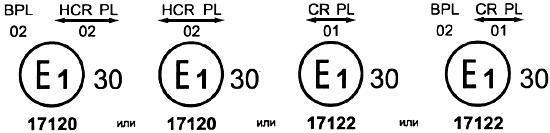 BPL HCR PL HCR PL CR PL BPL CR PL
02 02 02 01 02 01
E1 30 E1 30 E1 30 E1 30
17120 или 17120 или 17122 или 17122